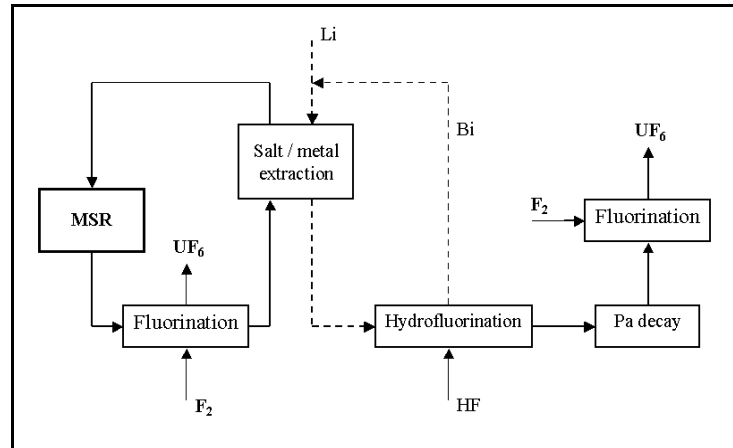 Li
Bi
UF₆
Salt / metal
extraction
F₂
Fluorination
MSR
UF₆
Fluorination
Hydrofluorination
Pa decay
F₂
HF